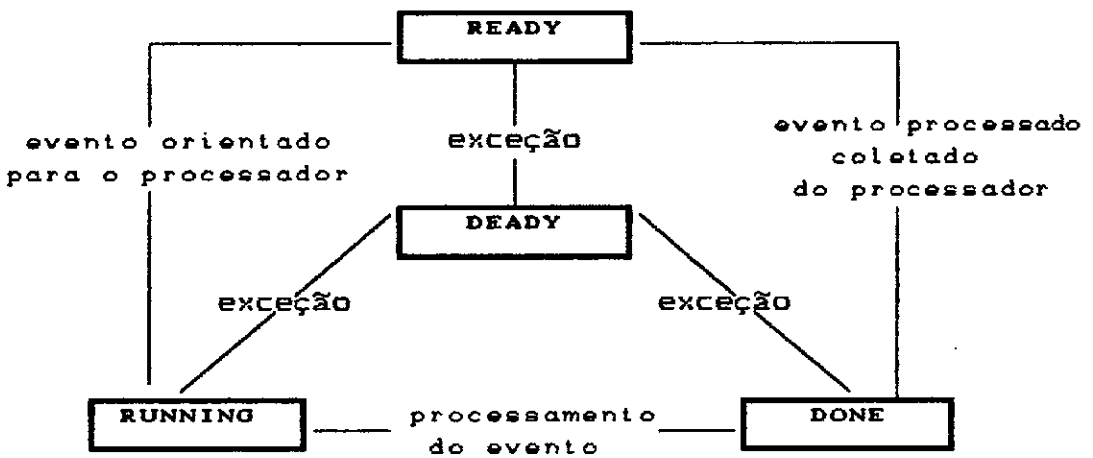 READY
evento orientado
para o processador
exceção
evento processado
coletado
do processador
DEADY
exceção
exceção
RUNNING
processamento
do evento
DONE